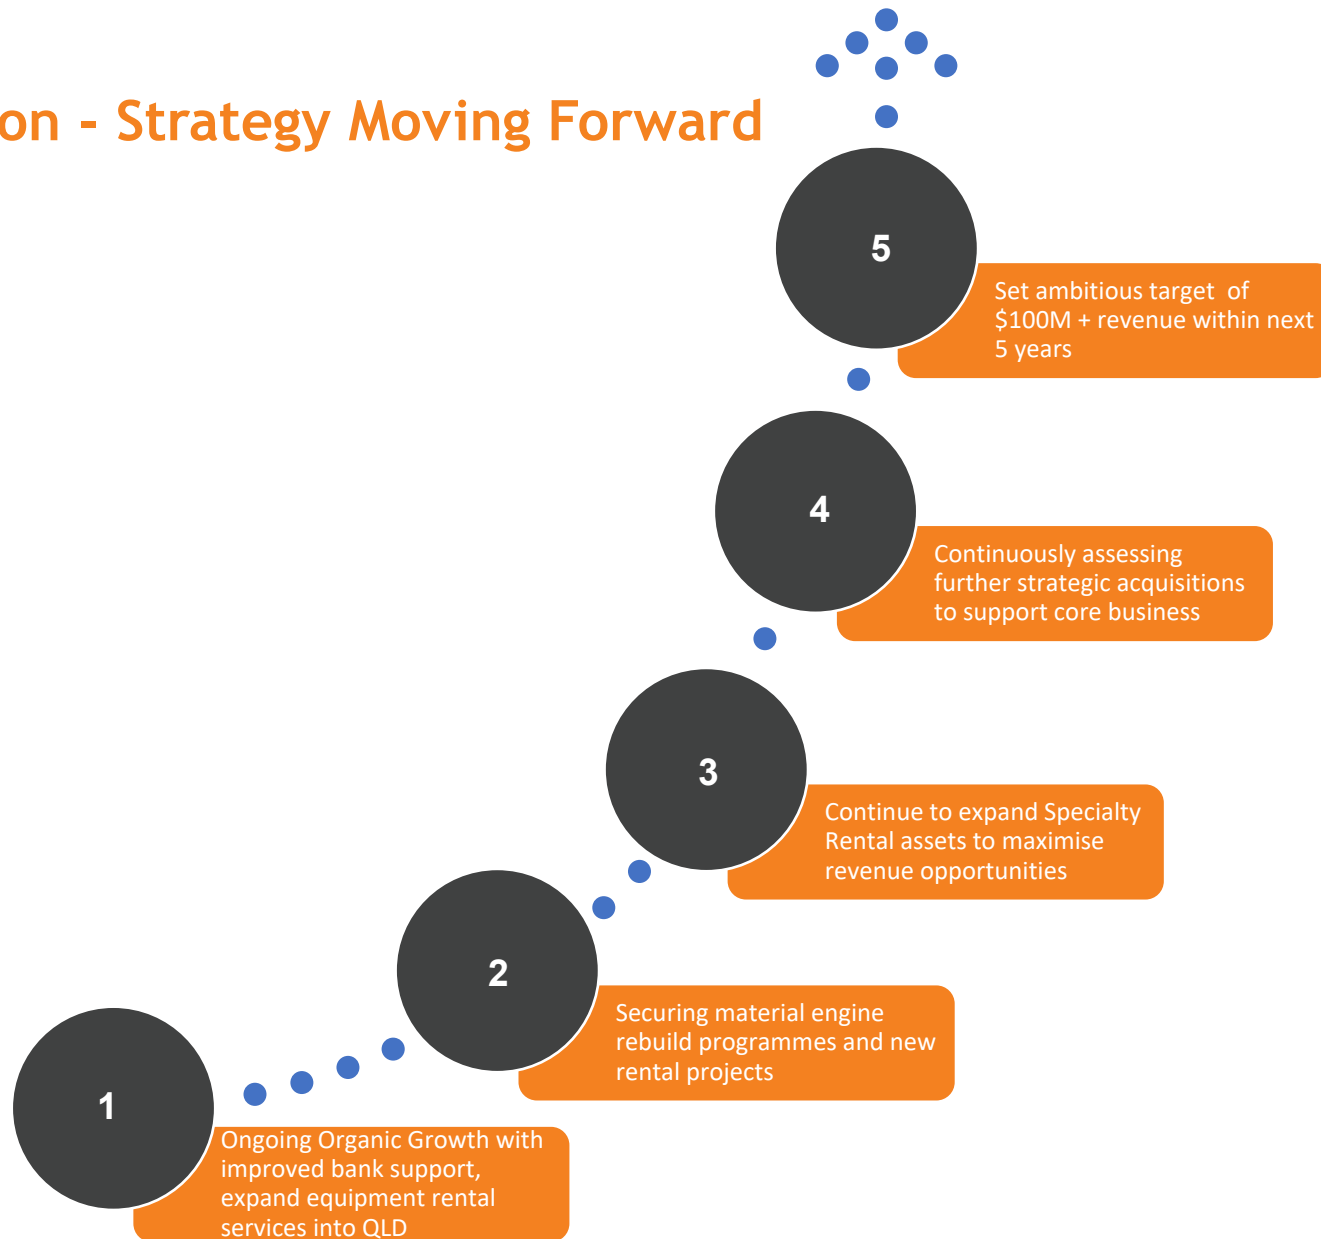 on - Strategy Moving Forward
5
Set ambitious target  of
$100M + revenue within next
5 years
4
Continuously assessing
further strategic acquisitions
to support core business
3
Continue to expand Specialty
Rental assets to maximise
revenue opportunities
2
Securing material engine
rebuild programmes and new
rental projects
1
Ongoing Organic Growth with
improved bank support,
expand equipment rental
services into QLD